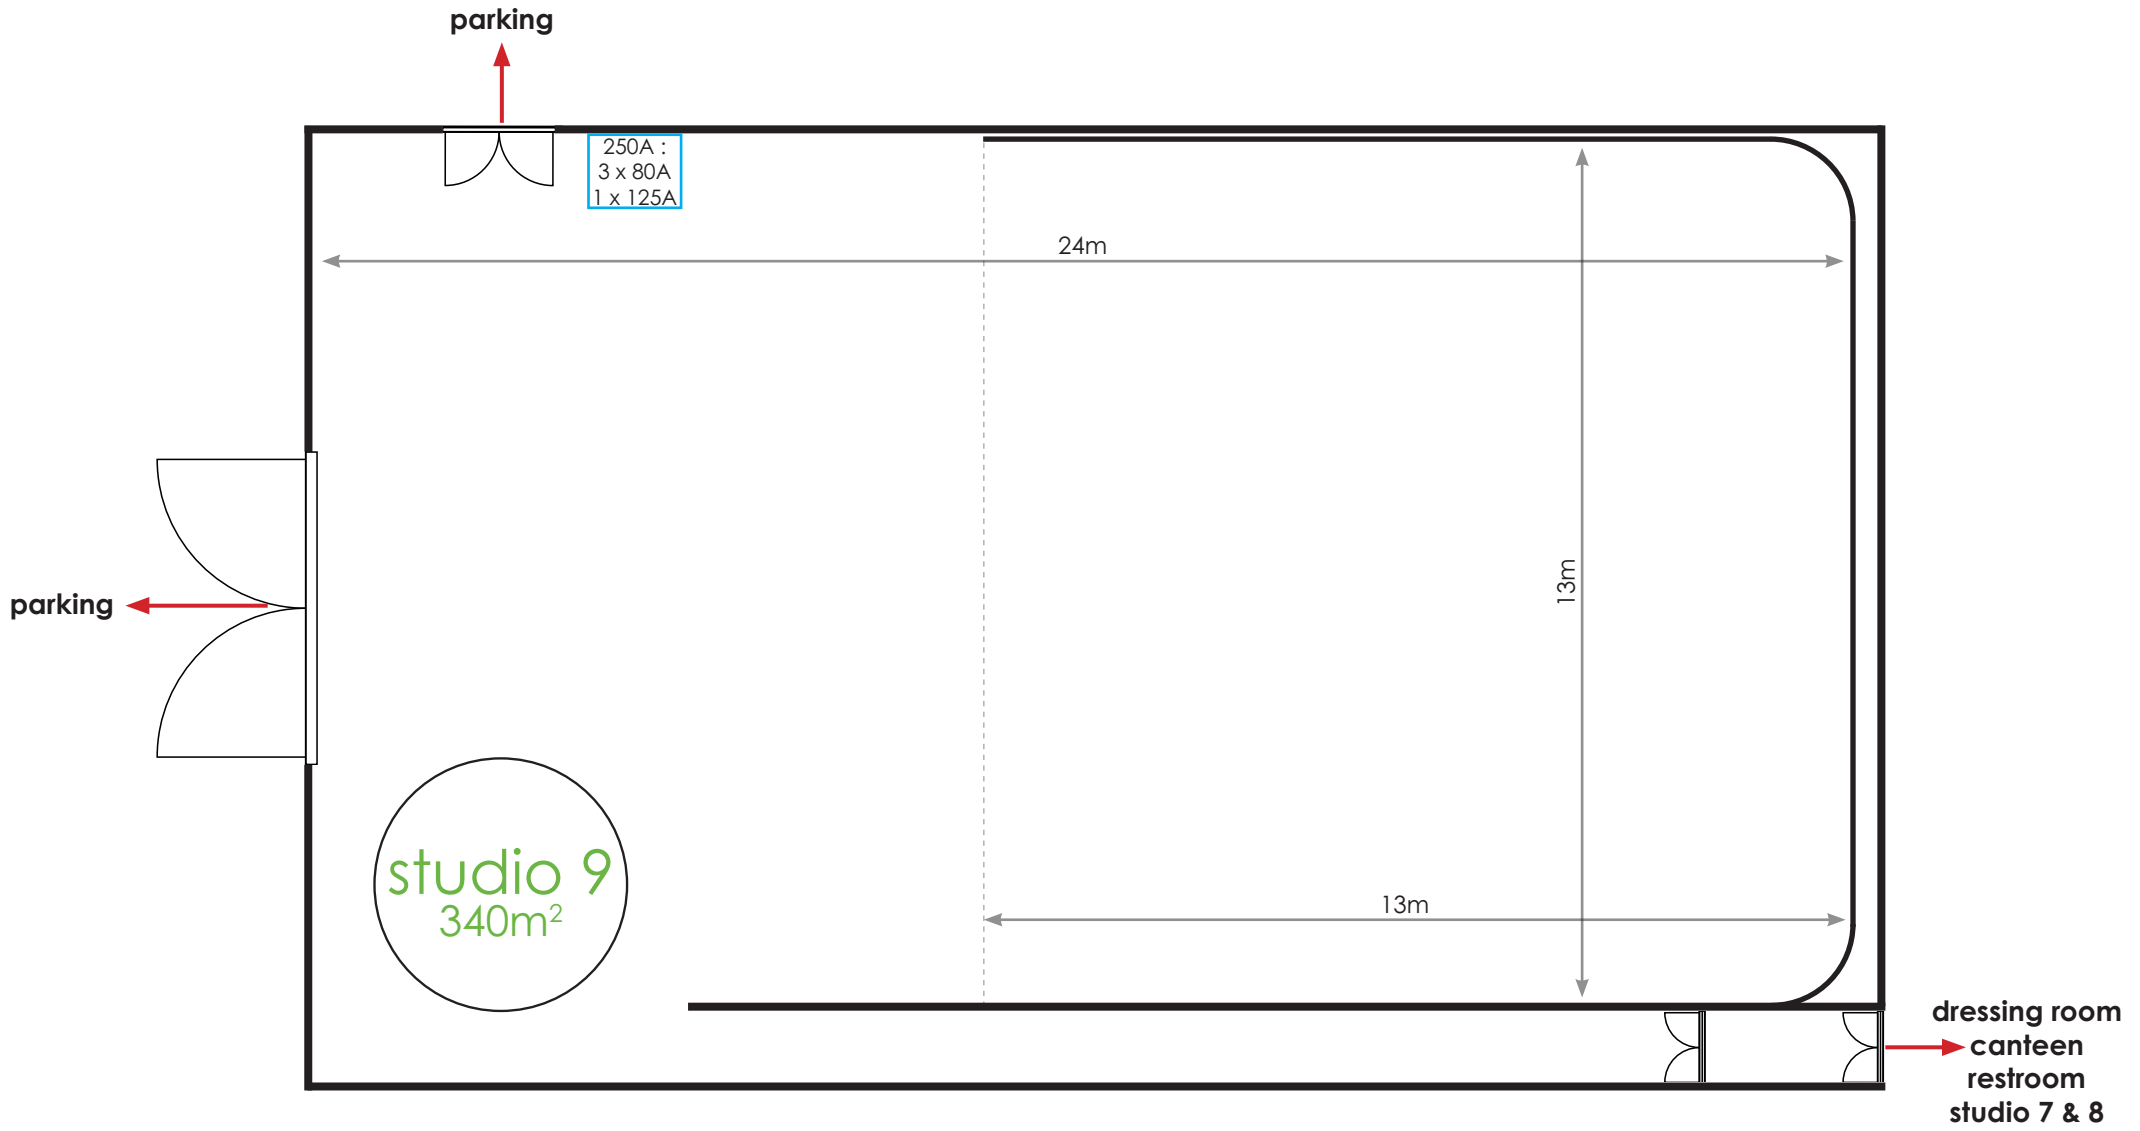 parking
250A :
3 x 80A
1 x 125A
24m
13m
parking
studio 9
340m²
13m
dressing room
canteen
restroom
studio 7 & 8